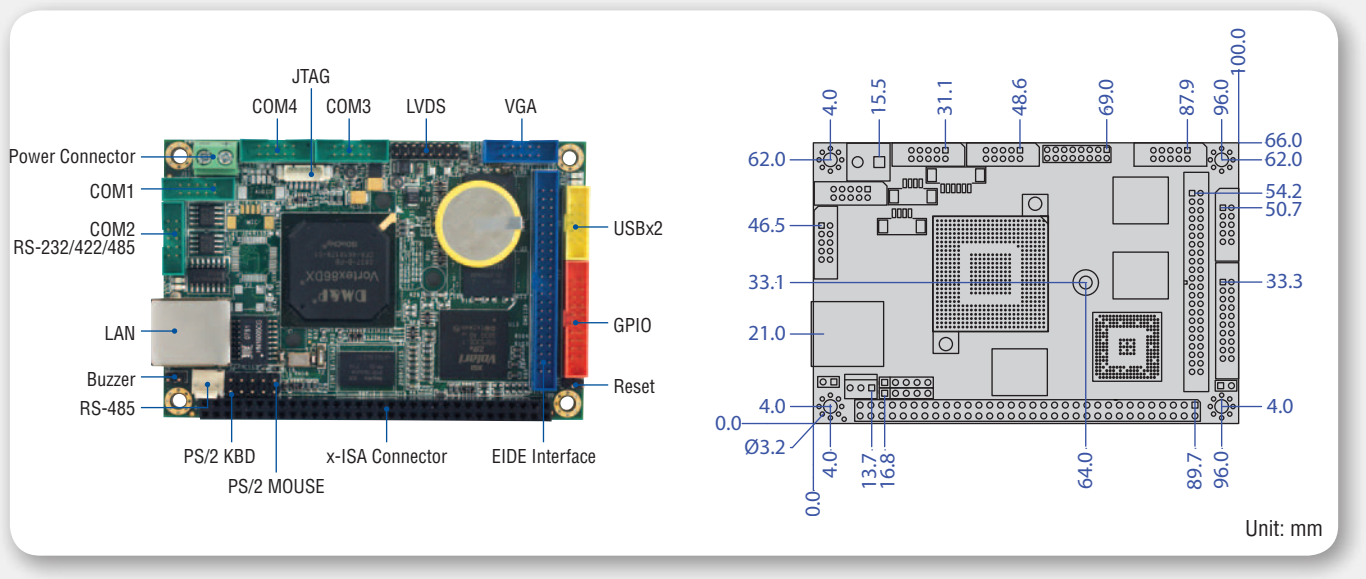 JTAG
COM4
COM3
LVDS
VGA
Power Connector
COM1
COM2
RS-232/422/485
LAN
Buzzer
RS-485
PS/2 KBD
PS/2 MOUSE
x-ISA Connector
EIDE Interface
USBx2
GPIO
Reset
Vortex86DX
DM&P
4.0
15.5
31.1
48.6
69.0
87.9
96.0
100.0
62.0
46.5
33.1
21.0
4.0
0.0
Ø3.2
66.0
62.0
54.2
50.7
33.3
4.0
0.0
4.0
13.7
16.8
64.0
89.7
96.0
Unit: mm